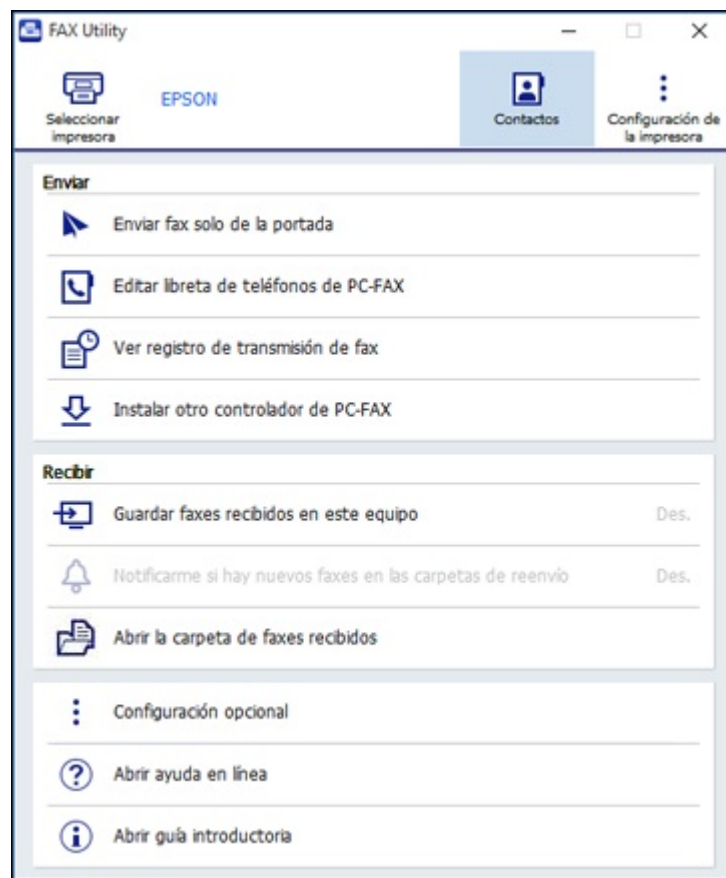 FAX Utility
Seleccionar
impresora
EPSON
Contactos
Configuración de
la impresora
Enviar
Enviar fax solo de la portada
Editar libreta de teléfonos de PC-FAX
Ver registro de transmisión de fax
Instalar otro controlador de PC-FAX
Recibir
Guardar faxes recibidos en este equipo Des.
Notificarme si hay nuevos faxes en las carpetas de reenvío Des.
Abrir la carpeta de faxes recibidos
Configuración opcional
Abrir ayuda en línea
Abrir guía introductoria